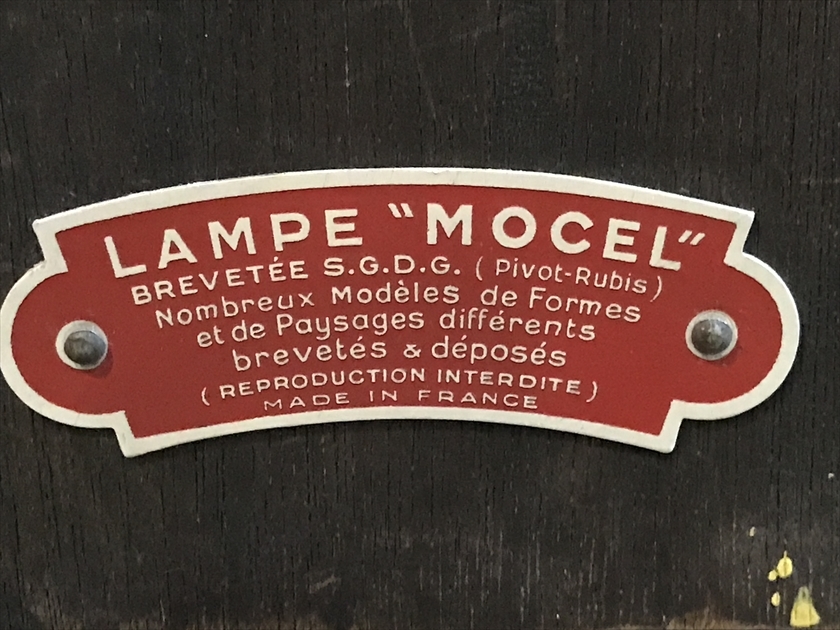 LAMPE "MOCEL"
BREVETÉE S.G.D.G. (Pivot-Rubis)
Nombreux Modèles de Formes
et de Paysages différents
brevetés & déposés
(REPRODUCTION INTERDITE)
MADE IN FRANCE